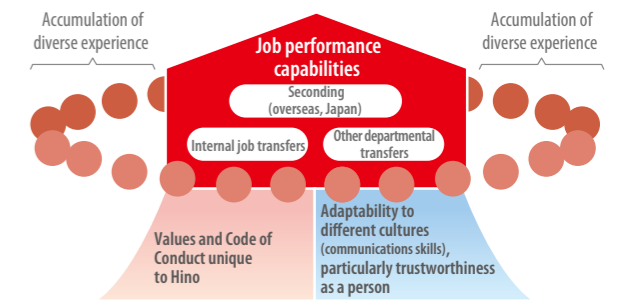 Accumulation of
diverse experience
Accumulation of
diverse experience
Job performance
capabilities
Seconding
(overseas, Japan)
Internal job transfers
Other departmental
transfers
Values and Code of
Conduct unique
to Hino
Adaptability to
different cultures
(communications skills),
particularly trustworthiness
as a person